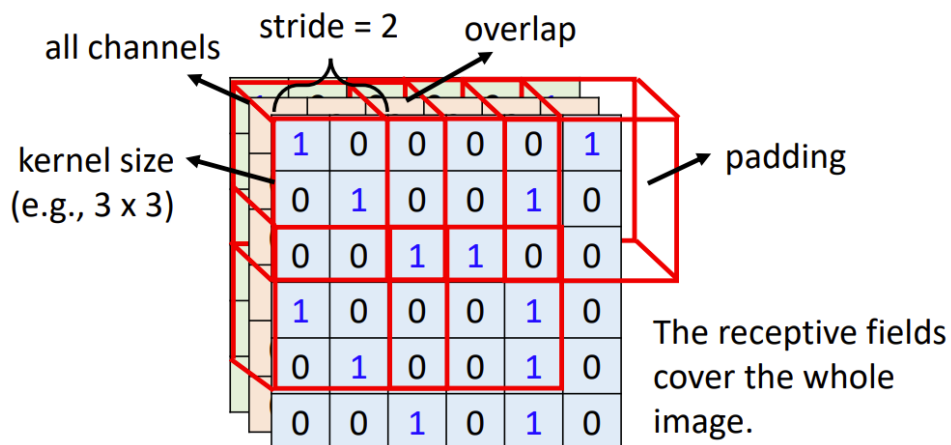 stride = 2
overlap
all channels
1 0 0 0 0 1
kernel size
padding
(e.g., 3 x 3)
0 1 0 0 1 0
0 0 1 1 0 0
1 0 0 0 1 0
The receptive fields
0 1 0 0 1 0
cover the whole
0 0 1 0 1 0
image.